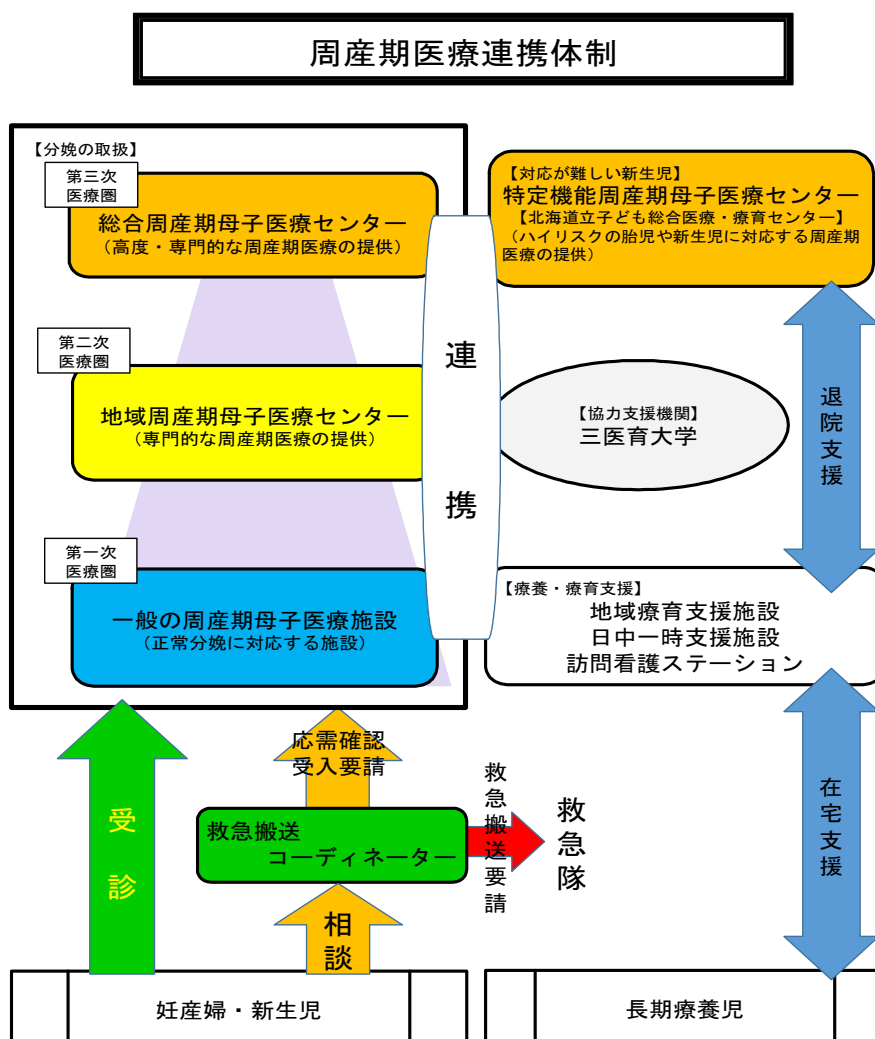 周産期医療連携体制
【分娩の取扱】
第三次
医療圏
総合周産期母子医療センター
(高度・専門的な周産期医療の提供)
【対応が難しい新生児】
特定機能周産期母子医療センター
【北海道立子ども総合医療・療育センター】
(ハイリスクの胎児や新生児に対応する周産期
医療の提供)
第二次
医療圏
地域周産期母子医療センター
(専門的な周産期医療の提供)
連携
【協力支援機関】
三医育大学
退院支援
第一次
医療圏
一般の周産期母子医療施設
(正常分娩に対応する施設)
【療養・療育支援】
地域療育支援施設
日中一時支援施設
訪問看護ステーション
受診
応需確認
受入要請
救急搬送
コーディネーター
救急搬送要請
救急隊
相談
在宅支援
妊産婦・新生児
長期療養児